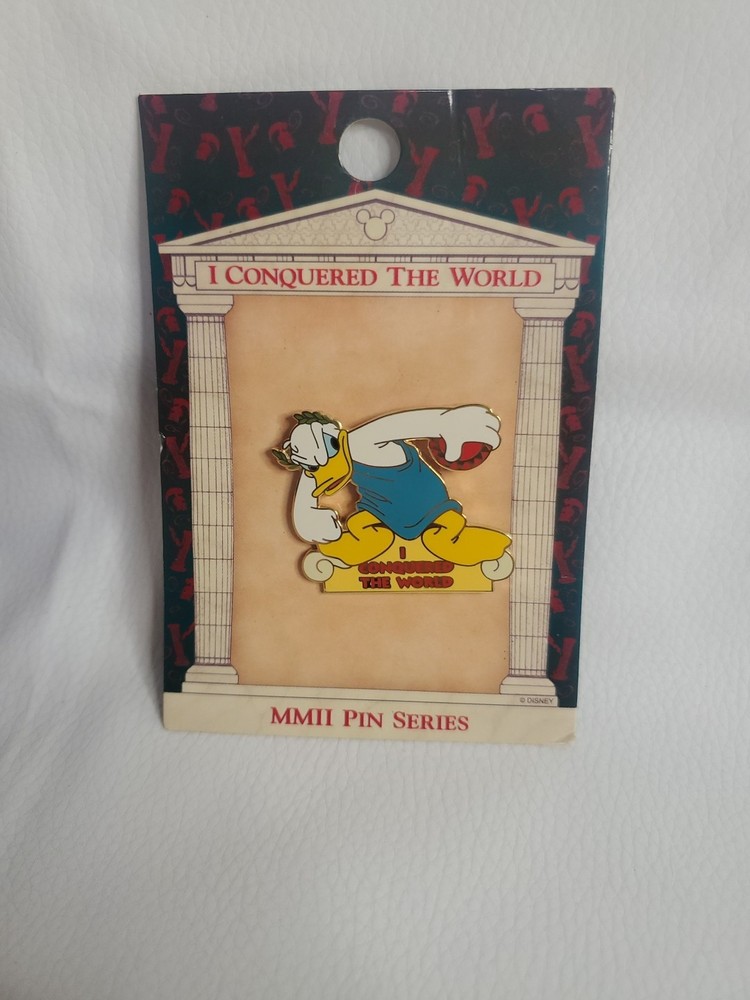 I CONQUERED THE WORLD
I
CONQUERED
THE WORLD
© DISNEY
MMII PIN SERIES